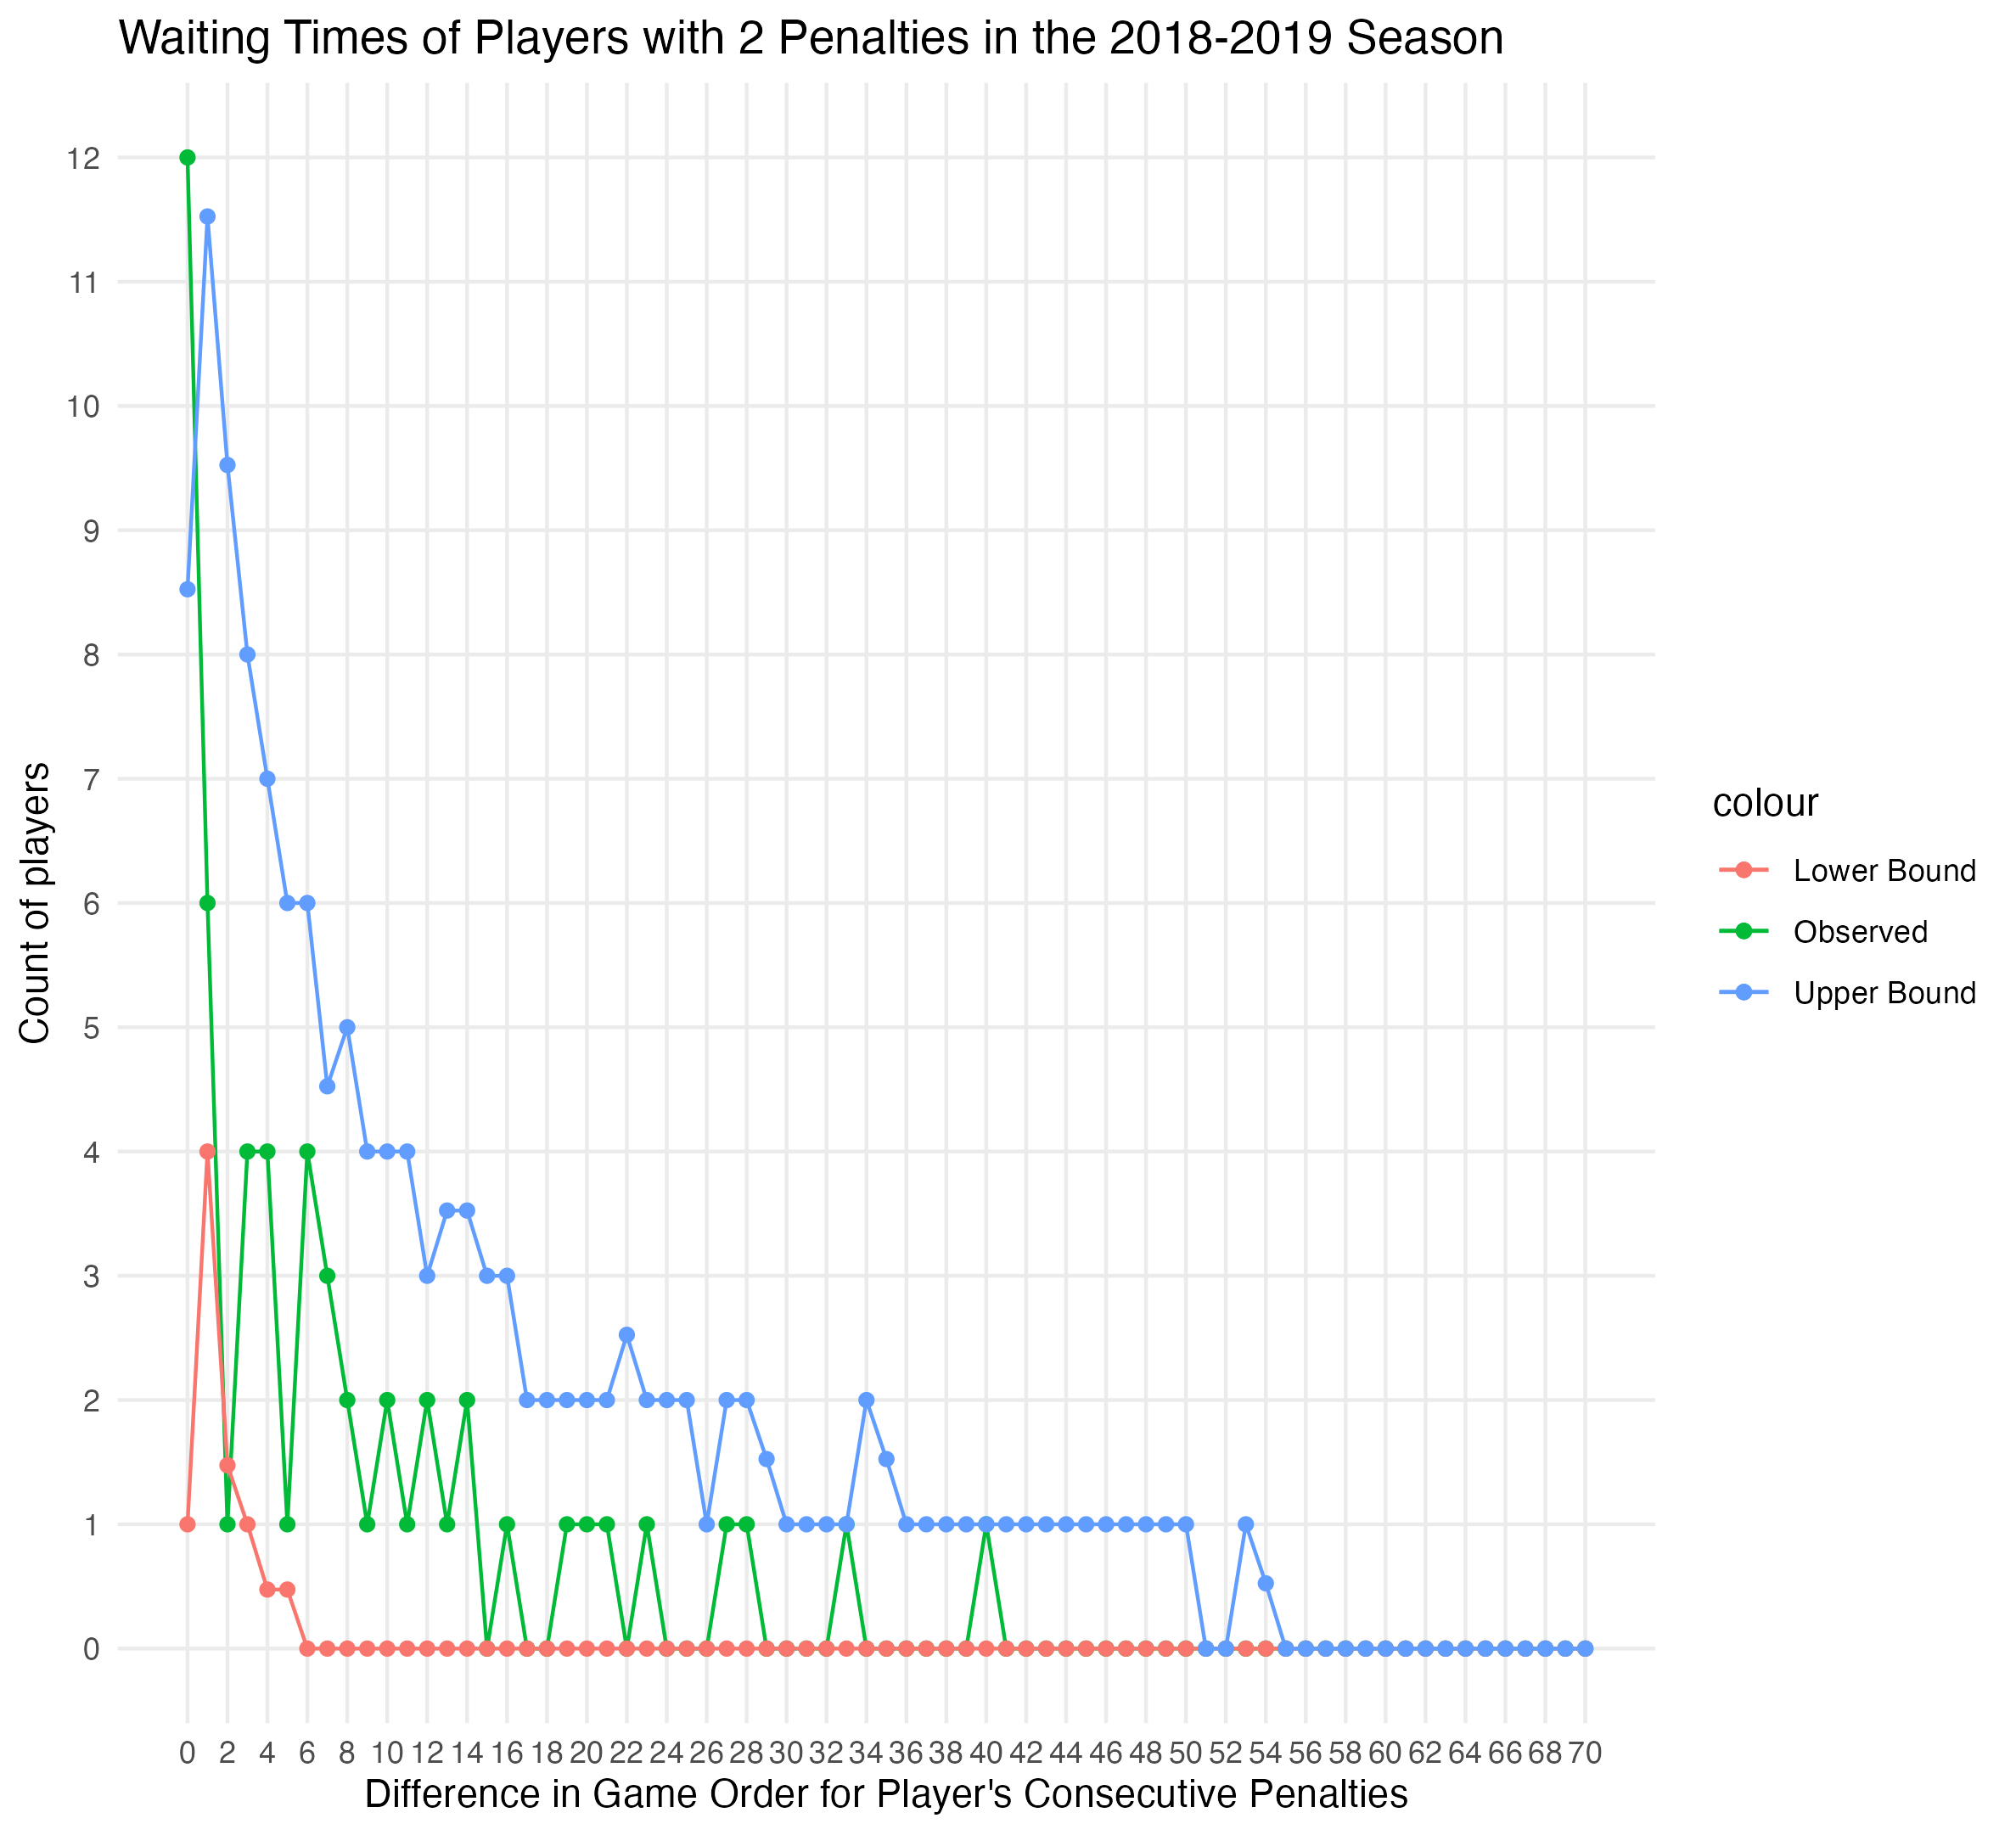 Waiting Times of Players with 2 Penalties in the 2018-2019 Season
12
11
10
9
8
7
6
5
4
3
2
1
0
Count of players
0 2 4 6 8 10 12 14 16 18 20 22 24 26 28 30 32 34 36 38 40 42 44 46 48 50 52 54 56 58 60 62 64 66 68 70
Difference in Game Order for Player's Consecutive Penalties
colour
Lower Bound
Observed
Upper Bound